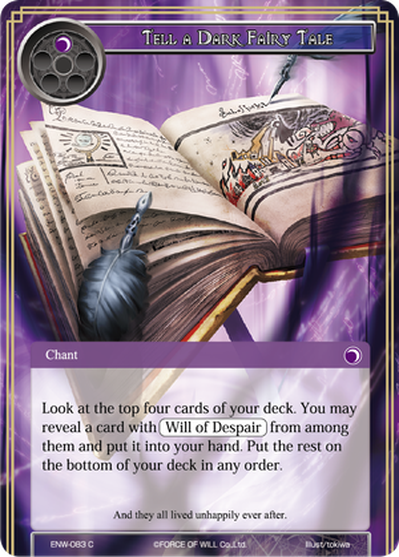 Tell a Dark Fairy Tale
Chant
Look at the top four cards of your deck. You may
reveal a card with Will of Despair from among
them and put it into your hand. Put the rest on
the bottom of your deck in any order.
And they all lived unhappily ever after.
ENW-083 C ©FORCE OF WILL Co.,Ltd. Illust/tokiwa